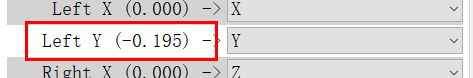 Left X (0.000) -> X
Left Y (-0.195) -> Y
Right X (0.000) -> Z